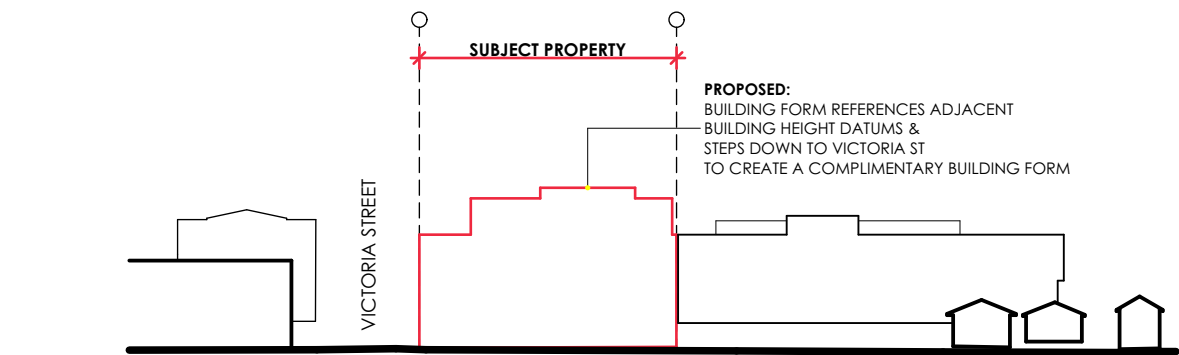 SUBJECT PROPERTY
PROPOSED:
BUILDING FORM REFERENCES ADJACENT
BUILDING HEIGHT DATUMS &
STEPS DOWN TO VICTORIA ST
TO CREATE A COMPLIMENTARY BUILDING FORM
VICTORIA STREET